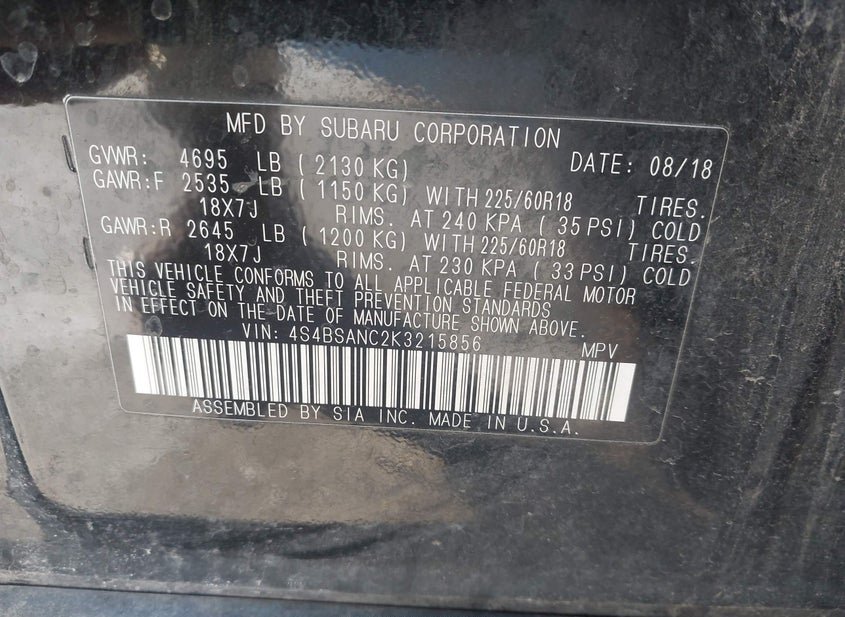 MFD BY SUBARU CORPORATION
GVWR: 4695 LB ( 2130 KG) DATE: 08/18
GAWR:F 2535 LB ( 1150 KG) WITH 225/60R18 TIRES.
18X7J RIMS. AT 240 KPA ( 35 PSI) COLD
GAWR:R 2645 LB ( 1200 KG) WITH 225/60R18 TIRES.
18X7J RIMS. AT 230 KPA ( 33 PSI) COLD
THIS VEHICLE CONFORMS TO ALL APPLICABLE FEDERAL MOTOR
VEHICLE SAFETY AND THEFT PREVENTION STANDARDS
IN EFFECT ON THE DATE OF MANUFACTURE SHOWN ABOVE.
VIN: 4S4BSANC2K3215856 MPV
ASSEMBLED BY SIA INC. MADE IN U.S.A.